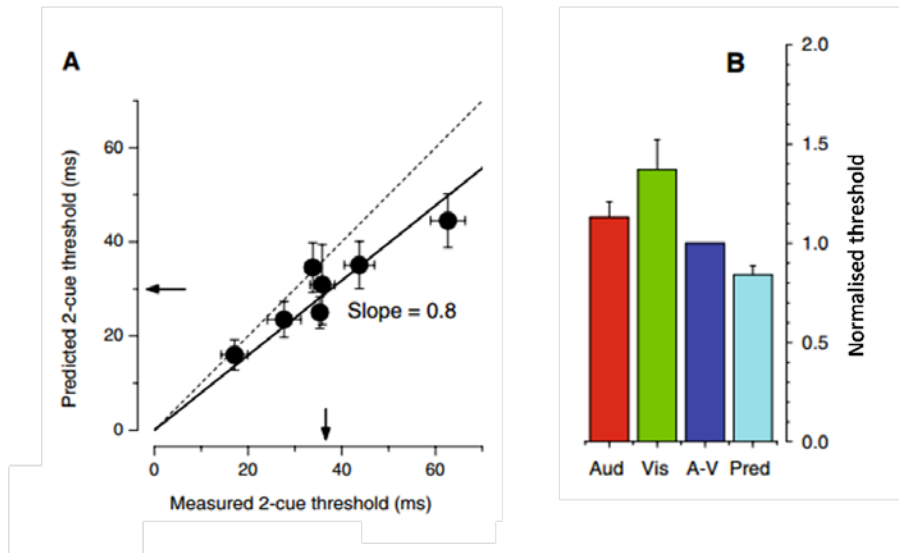 A
Predicted 2-cue threshold (ms)
60
40
20
0
Slope = 0.8
0 20 40 60
Measured 2-cue threshold (ms)
B
2.0
1.5
1.0
0.5
0.0
Normalised threshold
Aud Vis A-V Pred